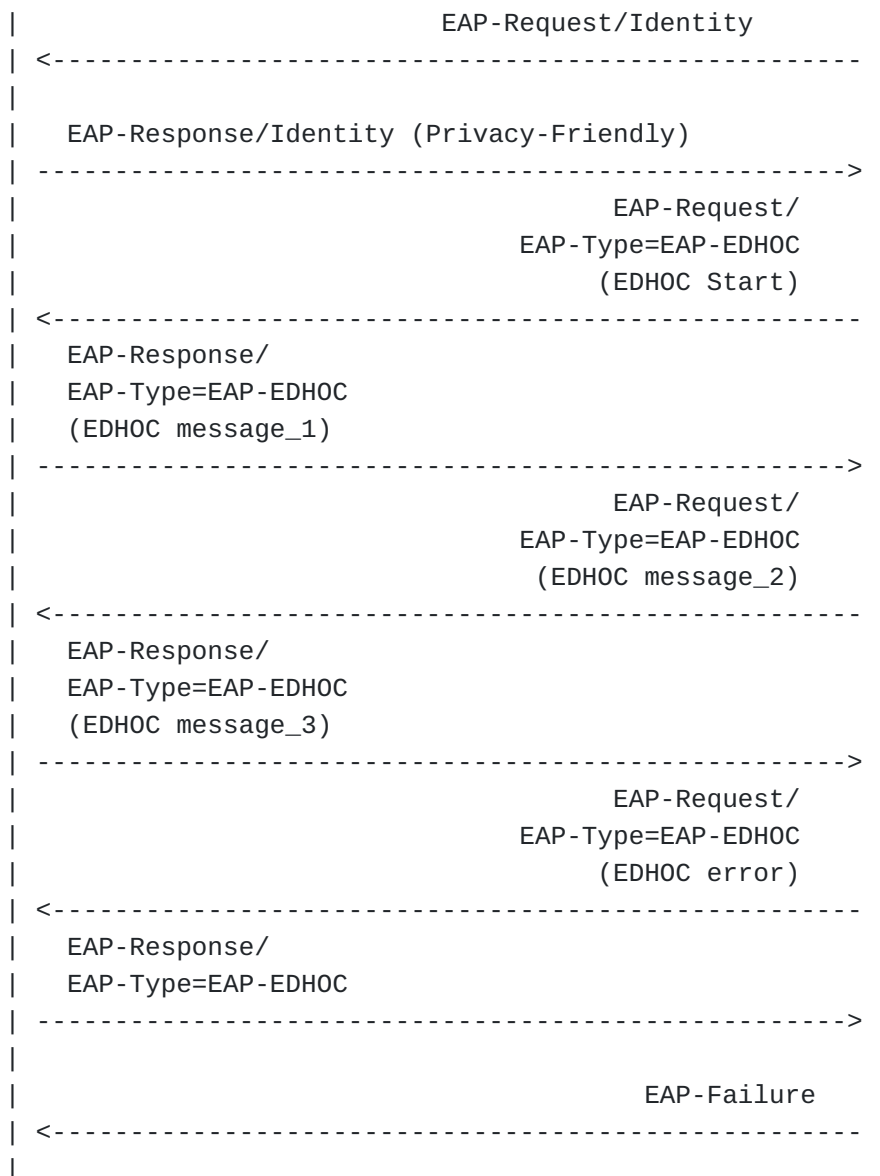 |                           EAP-Request/Identity
| <-----------------------------------------------------
|
|   EAP-Response/Identity (Privacy-Friendly)
| ----------------------------------------------------->
|                                      EAP-Request/
|                                EAP-Type=EAP-EDHOC
|                                     (EDHOC Start)
| <-----------------------------------------------------
|   EAP-Response/
|   EAP-Type=EAP-EDHOC
|   (EDHOC message_1)
| ----------------------------------------------------->
|                                      EAP-Request/
|                                EAP-Type=EAP-EDHOC
|                                 (EDHOC message_2)
| <-----------------------------------------------------
|   EAP-Response/
|   EAP-Type=EAP-EDHOC
|   (EDHOC message_3)
| ----------------------------------------------------->
|                                      EAP-Request/
|                                EAP-Type=EAP-EDHOC
|                                     (EDHOC error)
| <-----------------------------------------------------
|   EAP-Response/
|   EAP-Type=EAP-EDHOC
| ----------------------------------------------------->
|
|                                        EAP-Failure
| <-----------------------------------------------------
|